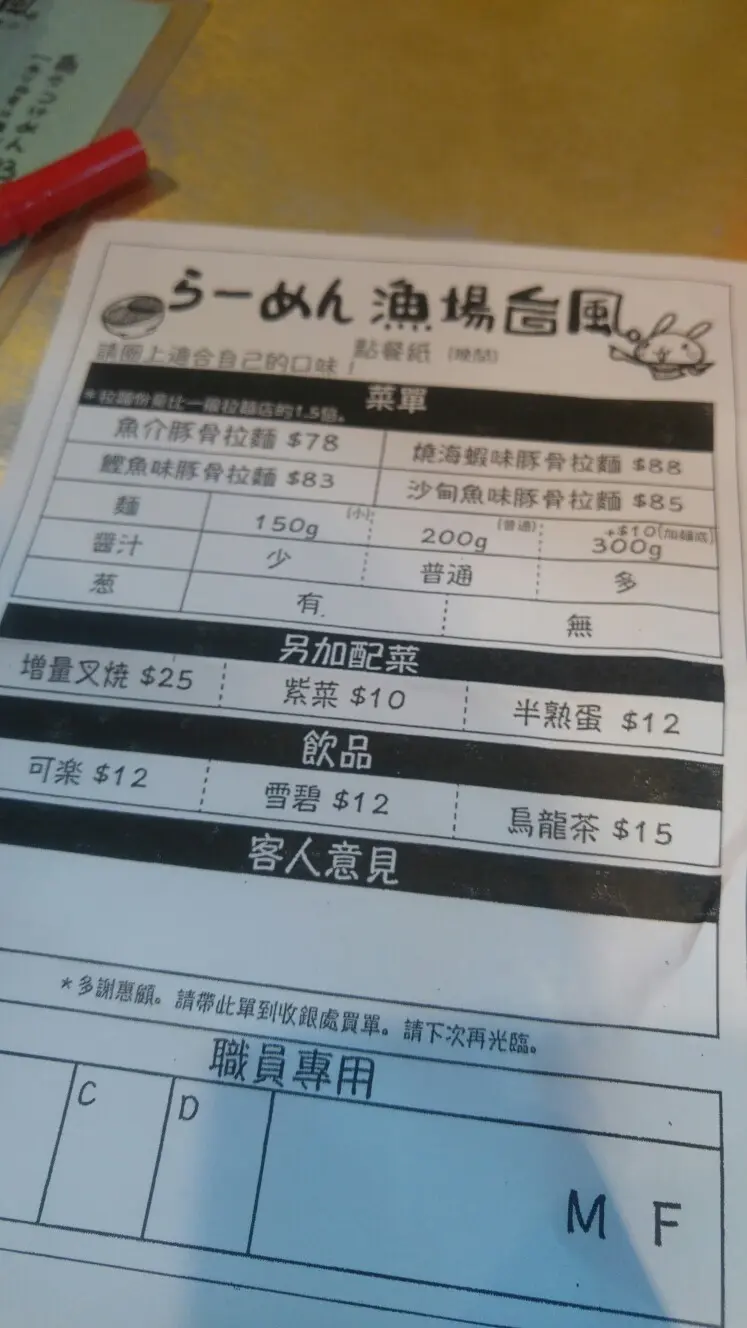 らーめん 漁場台風
請圈上適合自己的口味！ 點餐紙
菜單
*拉麵份量比一般拉麵店的1.5倍。
魚介豚骨拉麵 $78 燒海蝦味豚骨拉麵 $88
鰹魚味豚骨拉麵 $83 沙甸魚味豚骨拉麵 $85
麵 150g (小) 200g (普通) 300g +$10(加麵底)
醬汁 少 普通 多
葱 有 無
另加配菜
增量叉燒 $25 紫菜 $10 半熟蛋 $12
飲品
可楽 $12 雪碧 $12 烏龍茶 $15
客人意見
*多謝惠顧。請帶此單到收銀處買單。請下次再光臨。
職員專用
C D
M F